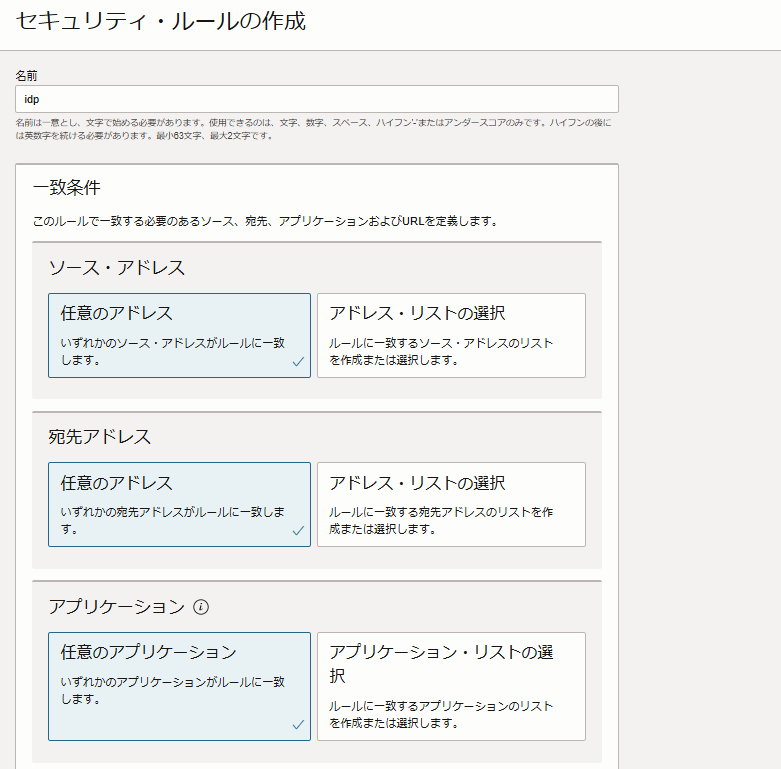 セキュリティ・ルールの作成
名前
idp
名前は一意とし、文字で始める必要があります。使用できるのは、文字、数字、スペース、ハイフン'-'またはアンダースコアのみです。ハイフンの後に
は英数字を続ける必要があります。最小63文字、最大2文字です。
一致条件
このルールで一致する必要のあるソース、宛先、アプリケーションおよびURLを定義します。
ソース・アドレス
任意のアドレス
いずれかのソース・アドレスがルールに一致
します。
アドレス・リストの選択
ルールに一致するソース・アドレスのリスト
を作成または選択します。
宛先アドレス
任意のアドレス
いずれかの宛先アドレスがルールに一致しま
す。
アドレス・リストの選択
ルールに一致する宛先アドレスのリストを作
成または選択します。
アプリケーション
任意のアプリケーション
いずれかのアプリケーションがルールに一致
します。
アプリケーション・リストの選
択
ルールに一致するアプリケーションのリスト
を作成または選択します。